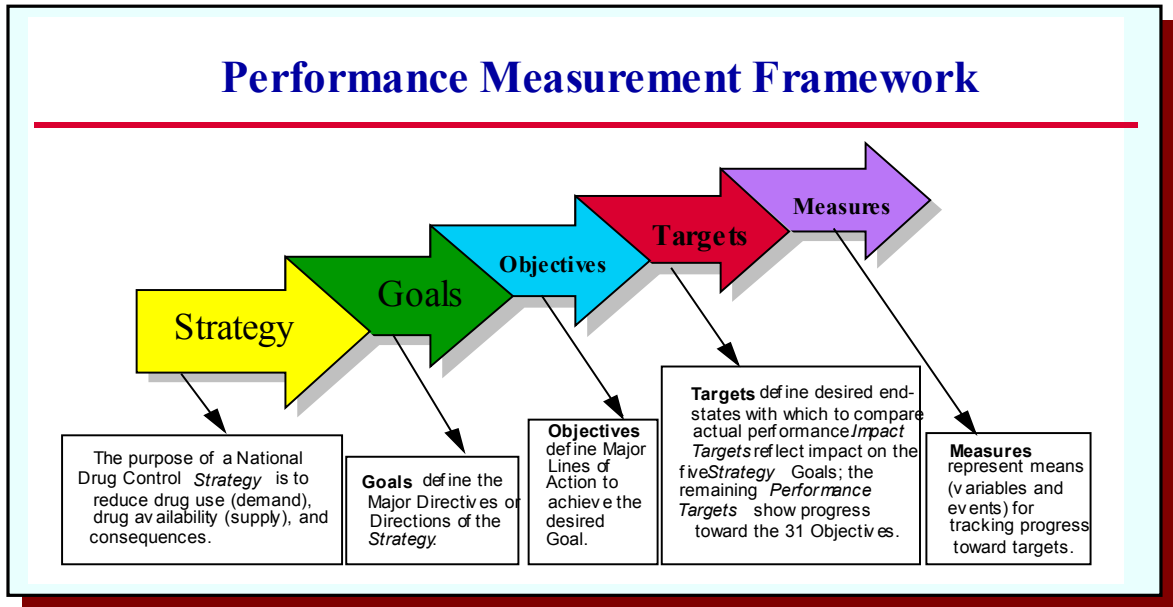 Performance Measurement Framework
Strategy
Goals
Objectives
Targets
Measures
The purpose of a National
Drug Control Strategy is to
reduce drug use (demand),
drug availability (supply), and
consequences.
Goals define the
Major Directives or
Directions of the
Strategy.
Objectives
define Major
Lines of
Action to
achieve the
desired
Goal.
Targets define desired end-
states with which to compare
actual performance. Impact
Targets reflect impact on the
five Strategy Goals; the
remaining Performance
Targets show progress
toward the 31 Objectives.
Measures
represent means
(variables and
events) for
tracking progress
toward targets.